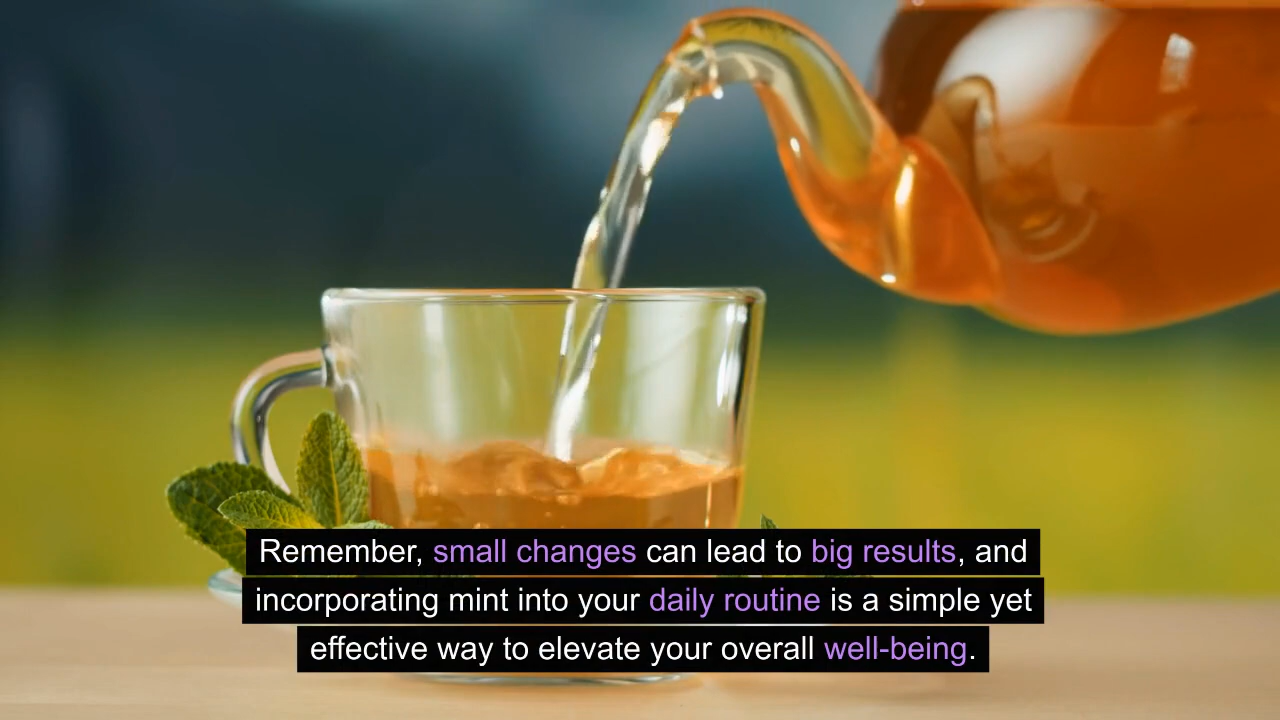 Remember, small changes can lead to big results, and
incorporating mint into your daily routine is a simple yet
effective way to elevate your overall well-being.